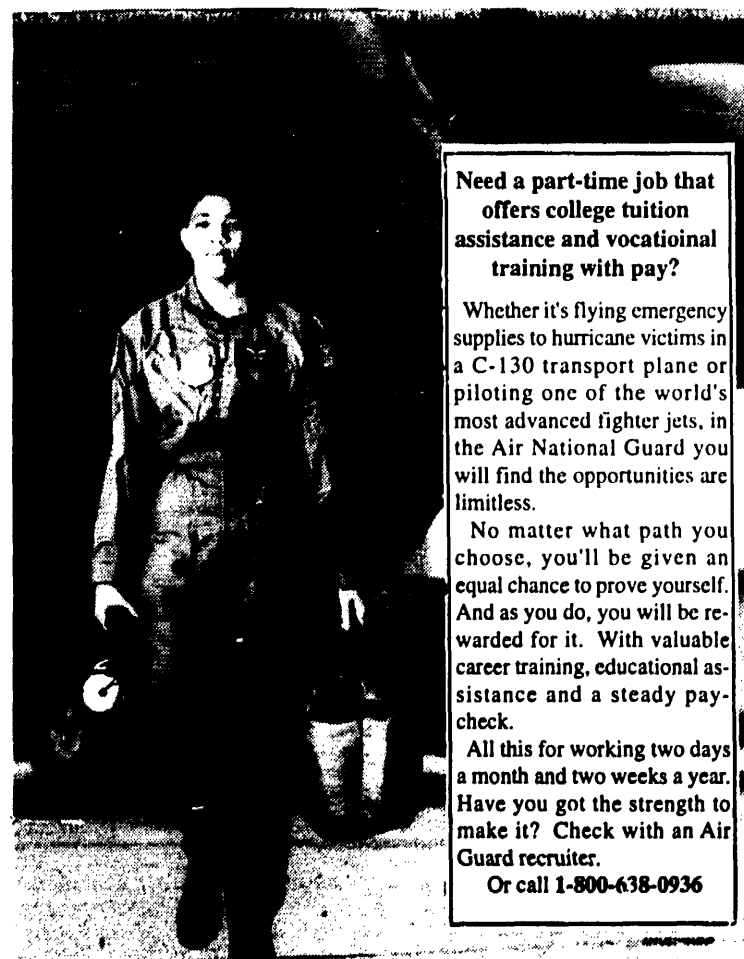 Need a part-time job that
offers college tuition
assistance and vocatioinal
training with pay?
Whether it's flying emergency
supplies to hurricane victims in
a C-130 transport plane or
piloting one of the world's
most advanced fighter jets, in
the Air National Guard you
will find the opportunities are
limitless.
No matter what path you
choose, you'll be given an
equal chance to prove yourself.
And as you do, you will be re-
warded for it. With valuable
career training, educational as-
sistance and a steady pay-
check.
All this for working two days
a month and two weeks a year.
Have you got the strength to
make it? Check with an Air
Guard recruiter.
Or call 1-800-638-0936